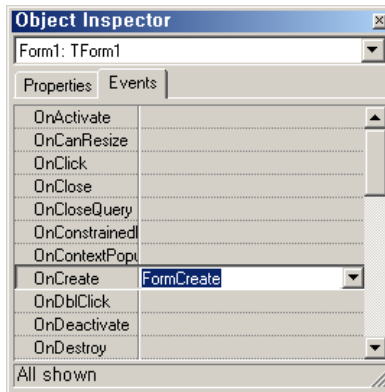 Object Inspector
Form1: TForm1
Properties Events
OnActivate
OnCanResize
OnClick
OnClose
OnCloseQuery
OnConstrainedI
OnContextPopu
OnCreate FormCreate
OnDblClick
OnDeactivate
OnDestroy
All shown